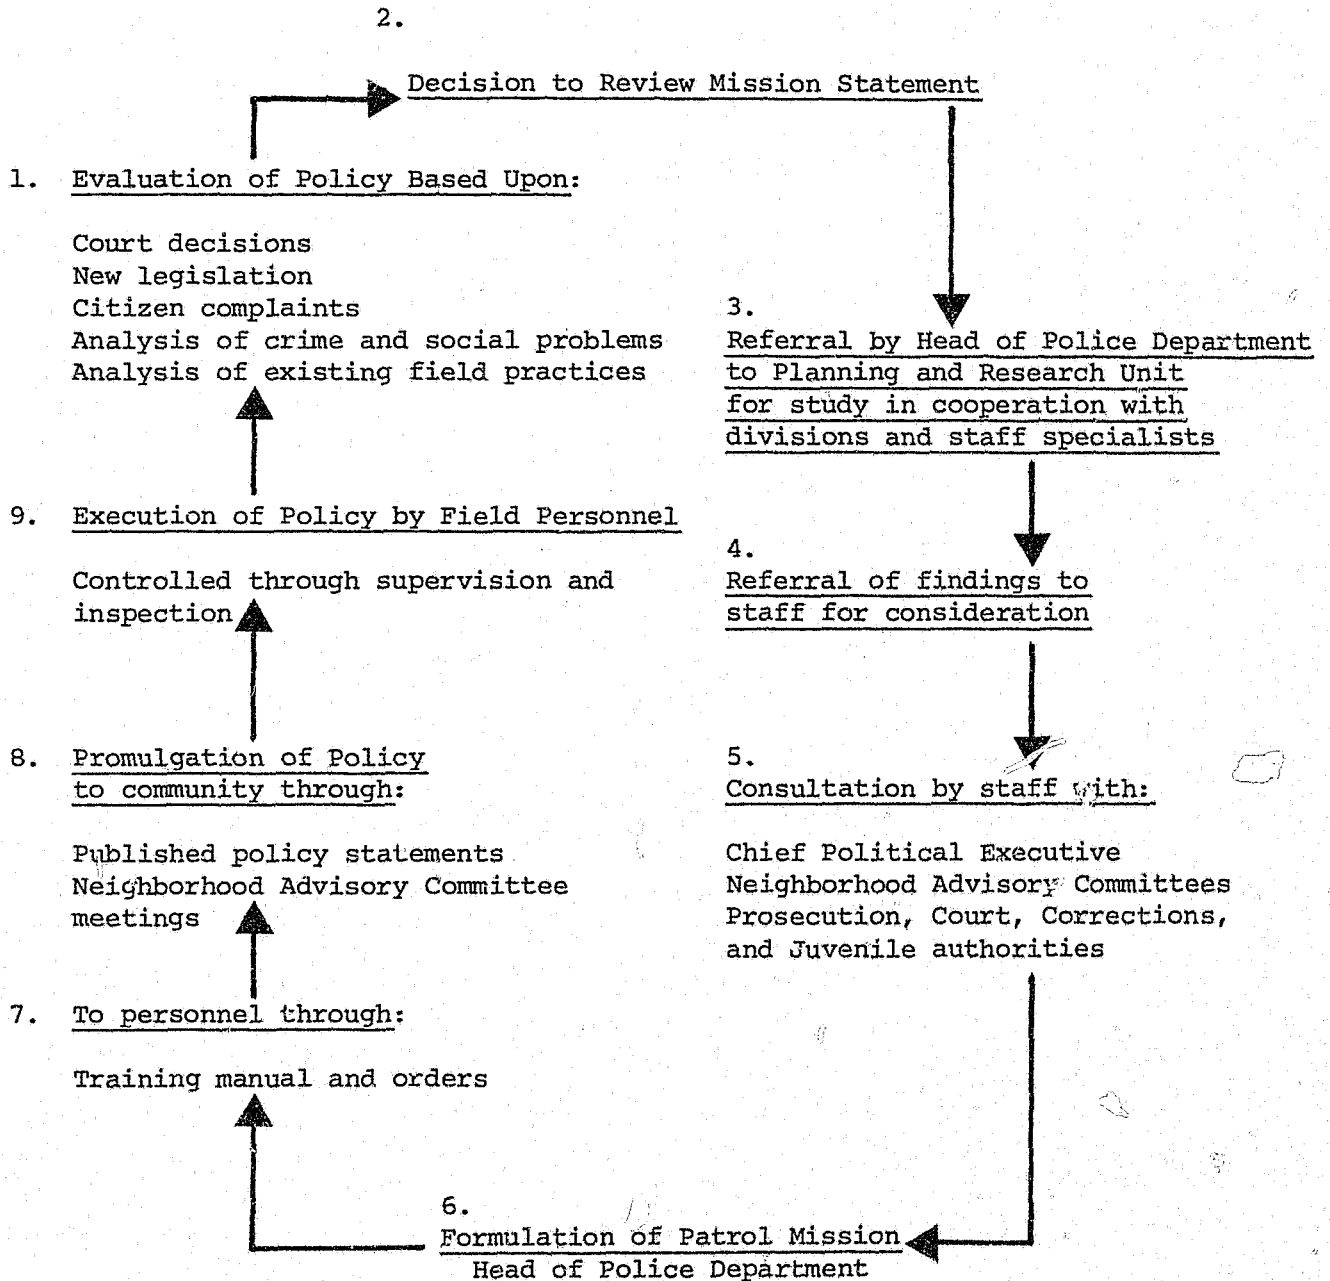 2.
Decision to Review Mission Statement
1. Evaluation of Policy Based Upon:
Court decisions
New legislation
Citizen complaints
Analysis of crime and social problems
Analysis of existing field practices
3.
Referral by Head of Police Department
to Planning and Research Unit
for study in cooperation with
divisions and staff specialists
4.
Referral of findings to
staff for consideration
5.
Consultation by staff with:
Chief Political Executive
Neighborhood Advisory Committees
Prosecution, Court, Corrections,
and Juvenile authorities
6.
Formulation of Patrol Mission
Head of Police Department
7. To personnel through:
Training manual and orders
8. Promulgation of Policy
to community through:
Published policy statements
Neighborhood Advisory Committee
meetings
9. Execution of Policy by Field Personnel
Controlled through supervision and
inspection